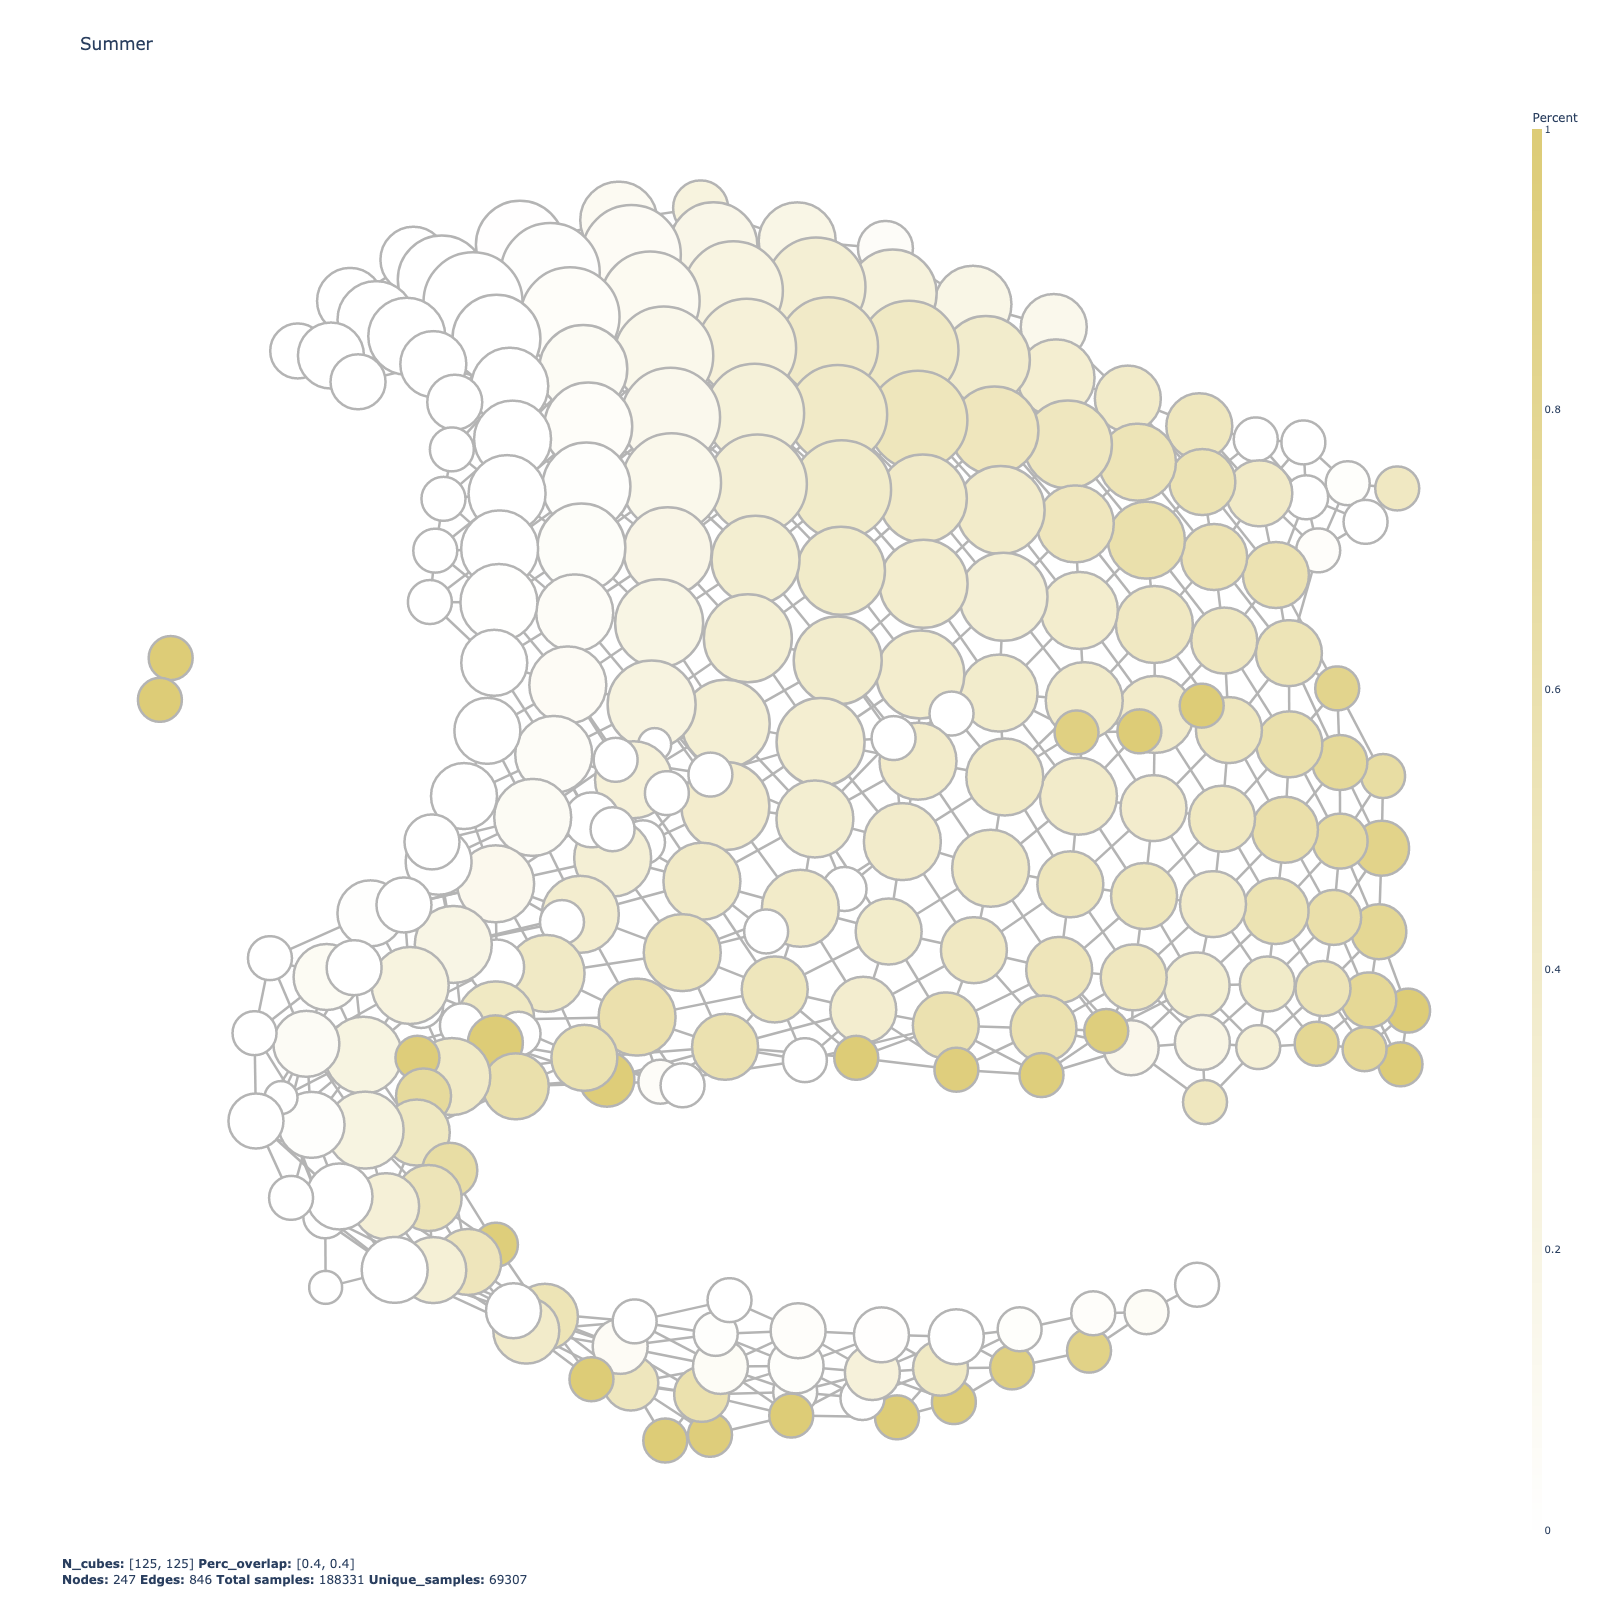 Summer
Percent
1
0.8
0.6
0.4
0.2
0
N_cubes: [125, 125] Perc_overlap: [0.4, 0.4]
Nodes: 247 Edges: 846 Total samples: 188331 Unique_samples: 69307